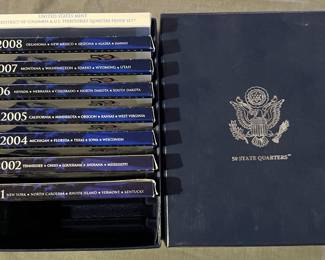 UNITED STATES MINT
DISTRICT OF COLUMBIA & U.S. TERRITORIES QUARTERS PROOF SET™
2008 OKLAHOMA • NEW MEXICO • ARIZONA • ALASKA • HAWAII
2007 MONTANA • WASHINGTON • IDAHO • WYOMING • UTAH
06 NEVADA • NEBRASKA • COLORADO • NORTH DAKOTA • SOUTH DAKOTA
2005 CALIFORNIA • MINNESOTA • OREGON • KANSAS • WEST VIRGINIA
2004 MICHIGAN • FLORIDA • TEXAS • IOWA • WISCONSIN
2002 TENNESSEE • OHIO • LOUISIANA • INDIANA • MISSISSIPPI
1 NEW YORK • NORTH CAROLINA • RHODE ISLAND • VERMONT • KENTUCKY
50 STATE QUARTERS™